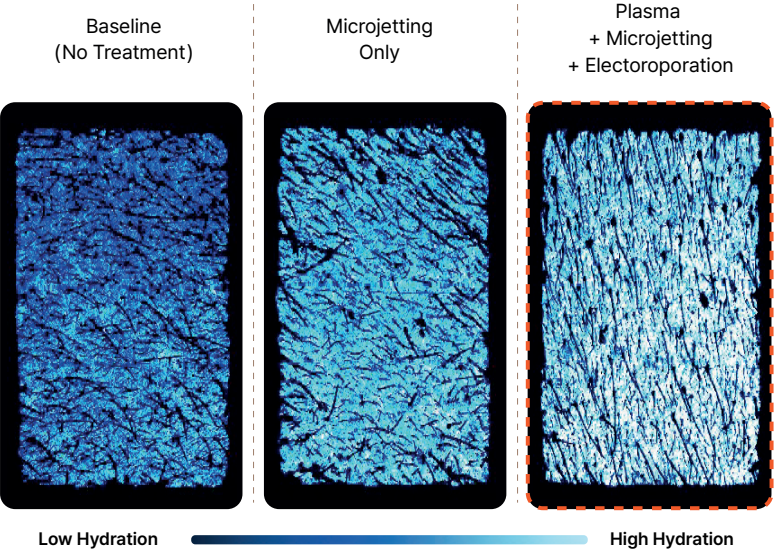 Baseline
(No Treatment)
Microjetting
Only
Plasma
+ Microjetting
+ Electoroporation
Low Hydration
High Hydration